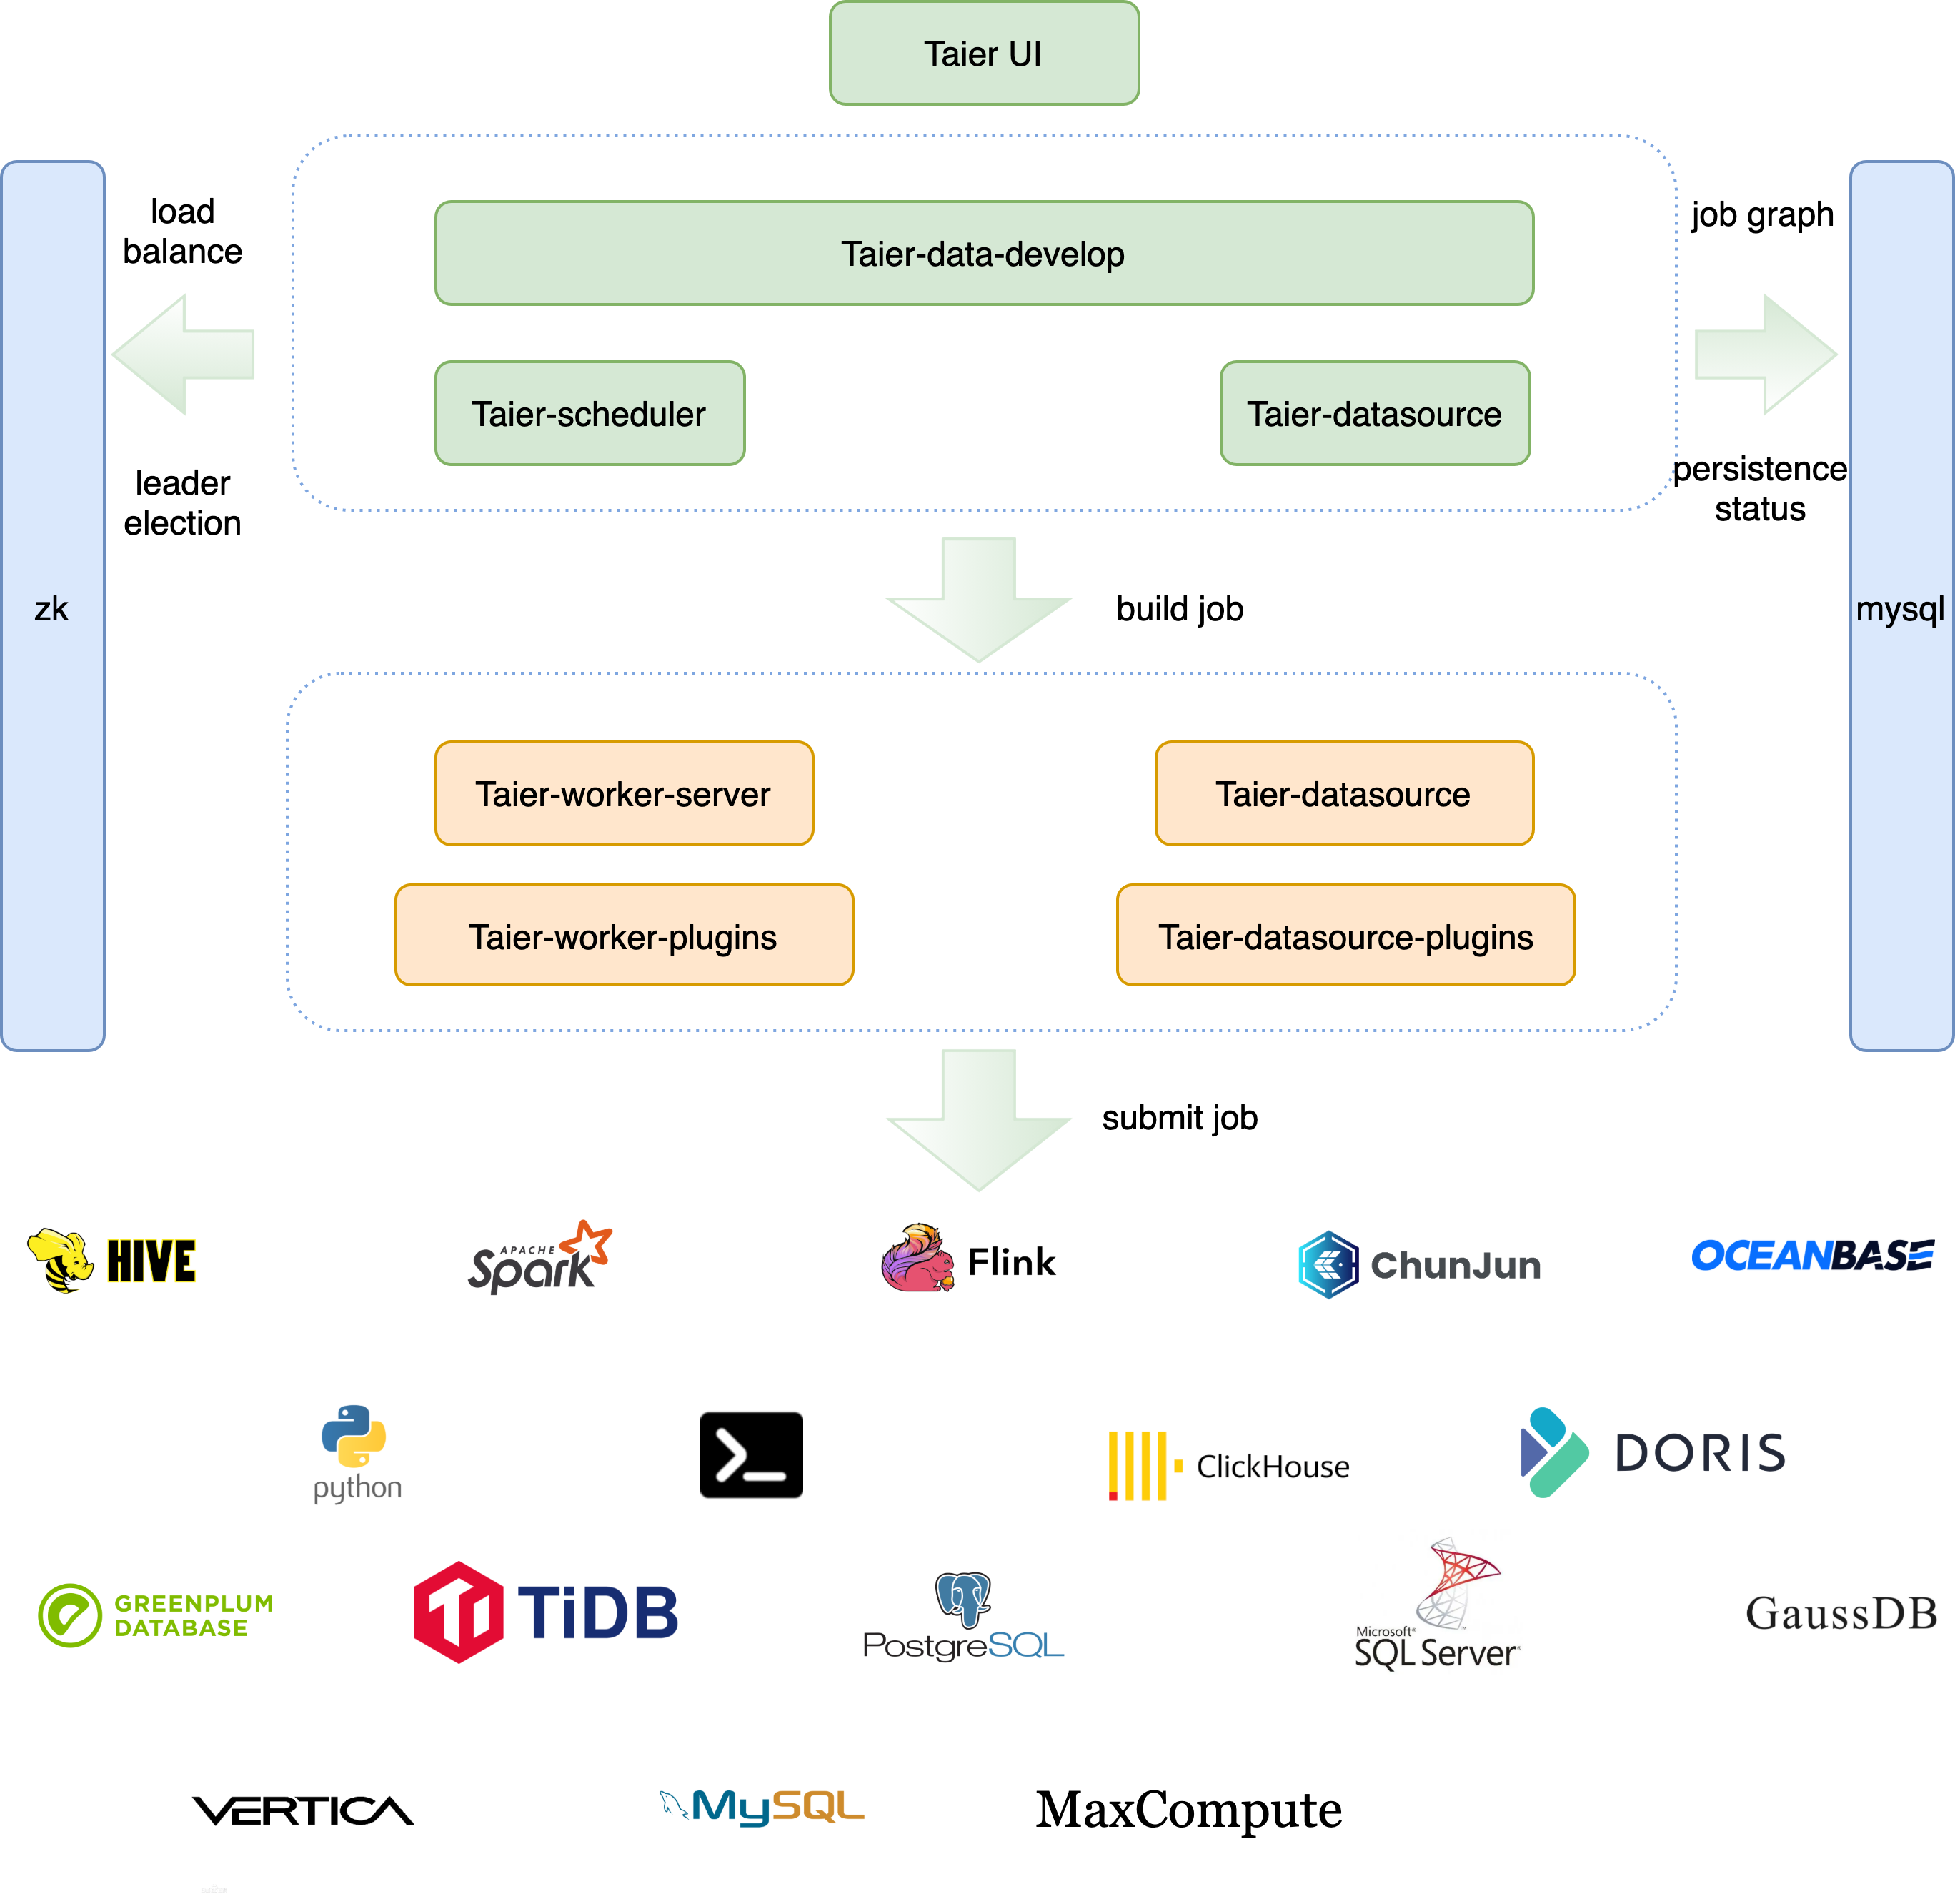 Taier UI
load
balance
Taier-data-develop
job graph
Taier-scheduler
Taier-datasource
leader
election
persistence
status
zk
build job
mysql
Taier-worker-server
Taier-datasource
Taier-worker-plugins
Taier-datasource-plugins
submit job
HIVE
APACHE
Spark
Flink
ChunJun
OCEANBASE
python
>_
ClickHouse
DORIS
GREENPLUM
DATABASE
TiDB
PostgreSQL
Microsoft®
SQL Server®
GaussDB
VERTICA
MySQL
MaxCompute